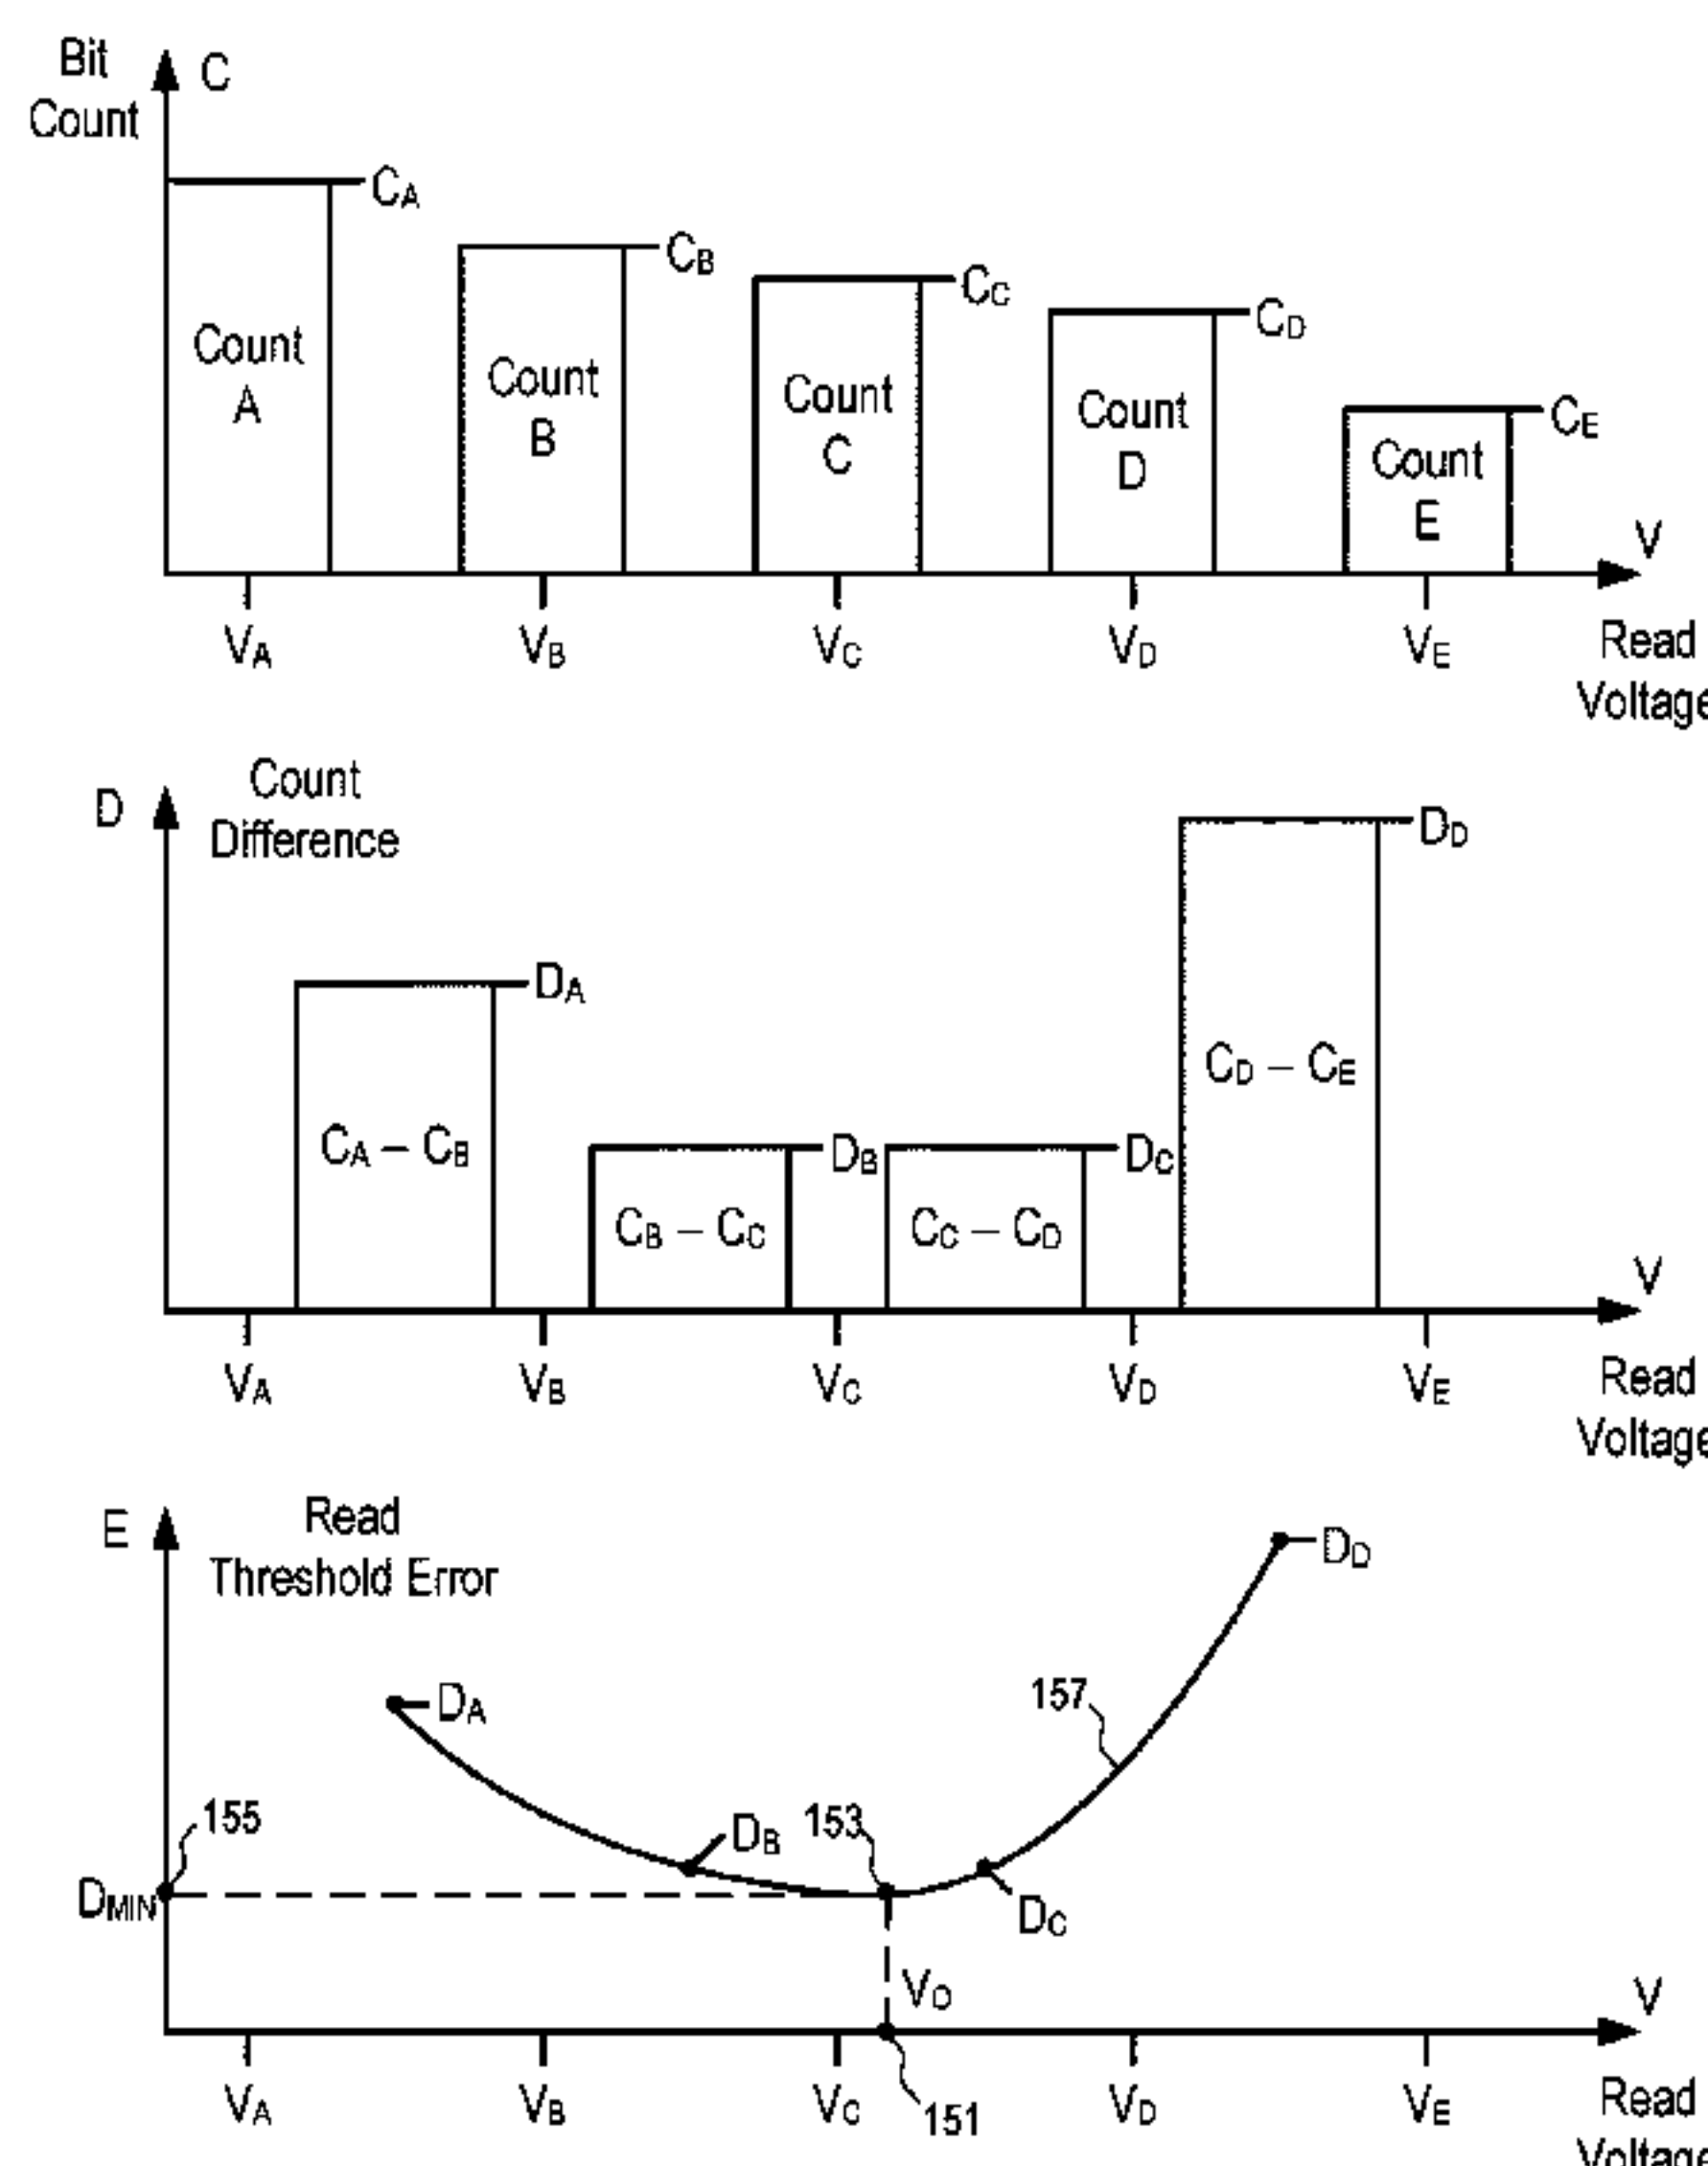 Bit
Count
C
CA
CB
CC
CD
CE
Count
A
Count
B
Count
C
Count
D
Count
E
V
VA
VB
VC
VD
VE
Read
Voltage
D
Count
Difference
DD
DA
CD – CE
CA – CB
DB
DC
CB – CC
CC – CD
V
VA
VB
VC
VD
VE
Read
Voltage
E
Read
Threshold Error
DD
DA
157
155
DB
153
DMIN
DC
VO
V
VA
VB
VC
151
VD
VE
Read
Voltage